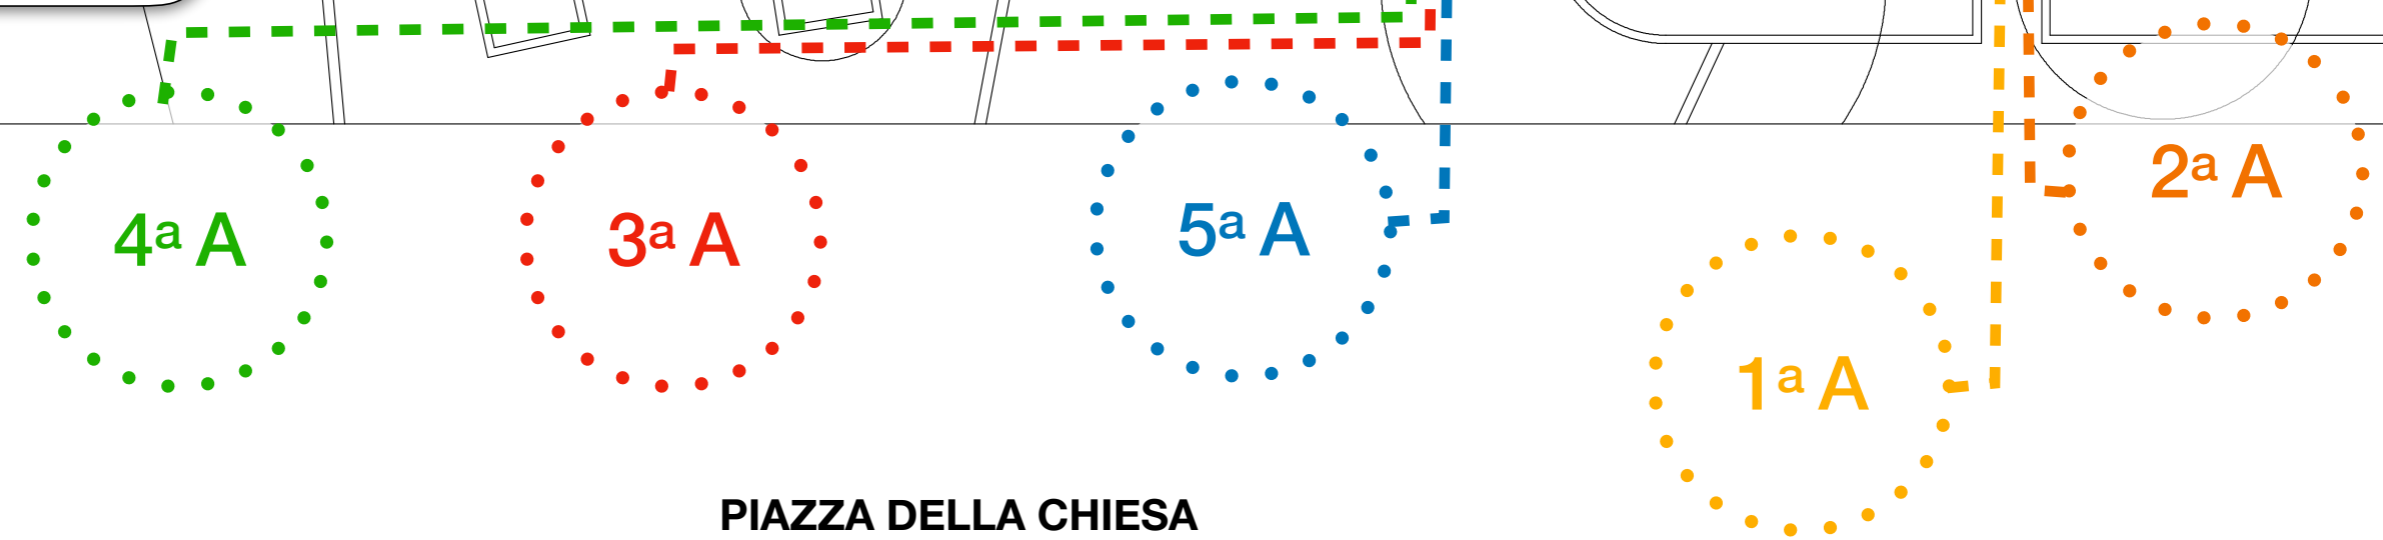 4ª A
3ª A
5ª A
1ª A
2ª A
PIAZZA DELLA CHIESA